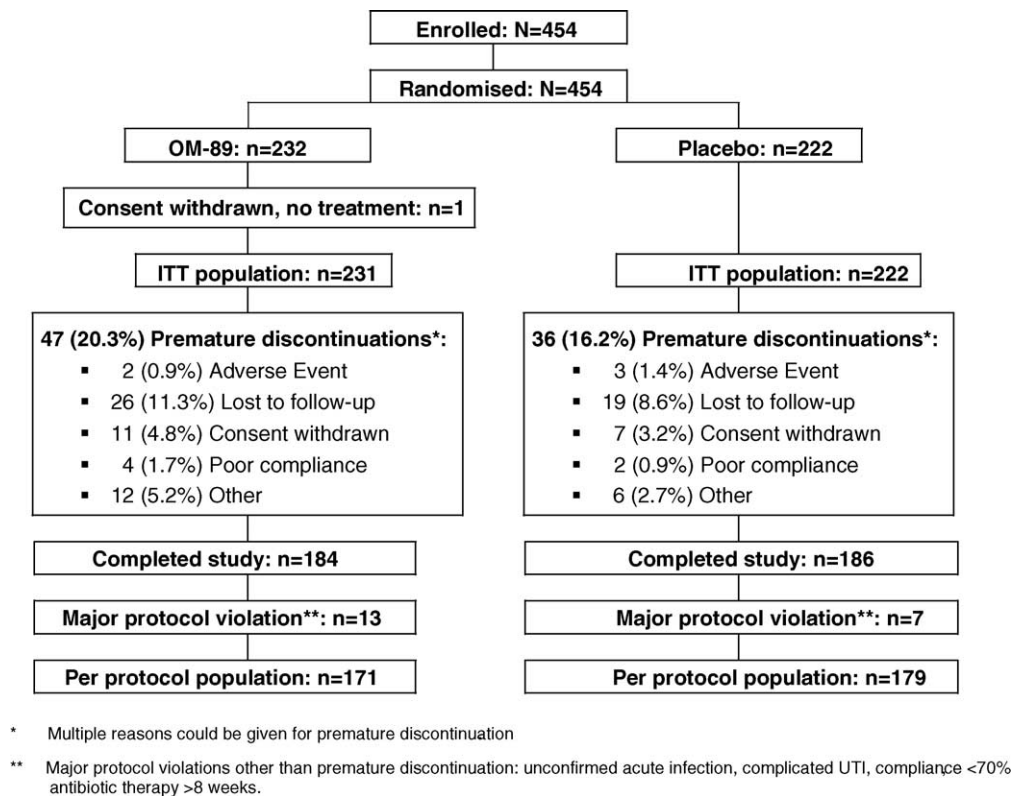 Enrolled: N=454
Randomised: N=454
OM-89: n=232
Placebo: n=222
Consent withdrawn, no treatment: n=1
ITT population: n=231
ITT population: n=222
47 (20.3%) Premature discontinuations*:
▪ 2 (0.9%) Adverse Event
▪ 26 (11.3%) Lost to follow-up
▪ 11 (4.8%) Consent withdrawn
▪ 4 (1.7%) Poor compliance
▪ 12 (5.2%) Other
36 (16.2%) Premature discontinuations*:
▪ 3 (1.4%) Adverse Event
▪ 19 (8.6%) Lost to follow-up
▪ 7 (3.2%) Consent withdrawn
▪ 2 (0.9%) Poor compliance
▪ 6 (2.7%) Other
Completed study: n=184
Completed study: n=186
Major protocol violation**: n=13
Major protocol violation**: n=7
Per protocol population: n=171
Per protocol population: n=179
* Multiple reasons could be given for premature discontinuation
** Major protocol violations other than premature discontinuation: unconfirmed acute infection, complicated UTI, compliance <70%,
antibiotic therapy >8 weeks.